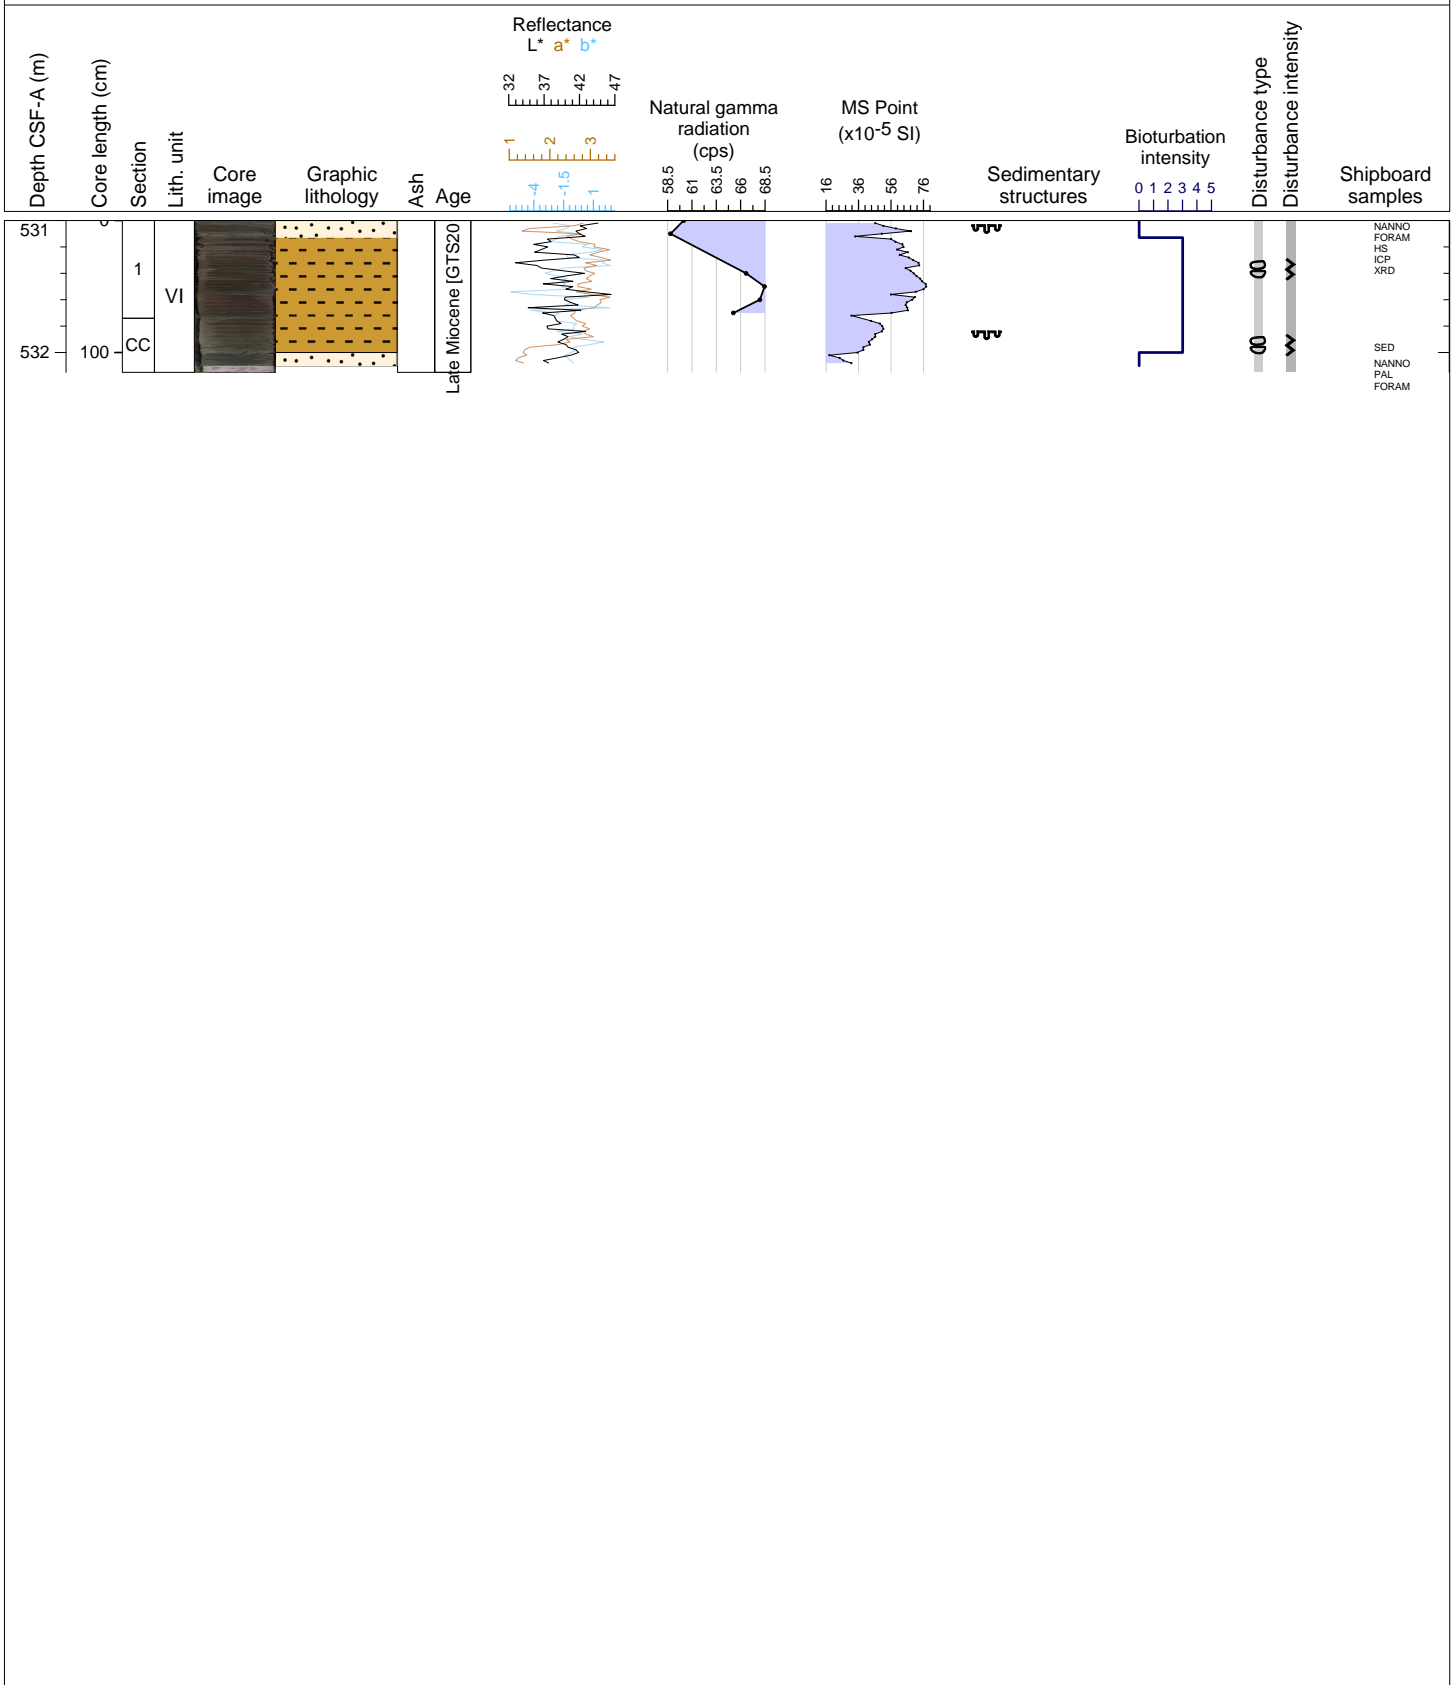 Reflectance
L* a* b*
32 37 42 47
1 2 3
-4 -1.5 1
Depth CSF-A (m)
Core length (cm)
Section
Lith. unit
Core
image
Graphic
lithology
Ash
Age
Natural gamma
radiation
(cps)
58.5 61 63.5 66 68.5
MS Point
(x10-5 SI)
16 36 56 76
Sedimentary
structures
Bioturbation
intensity
0 1 2 3 4 5
Disturbance type
Disturbance intensity
Shipboard
samples
531
0
1
VI
CC
532
100
Late Miocene [GTS20
NANNO
FORAM
HS
ICP
XRD
SED
NANNO
PAL
FORAM